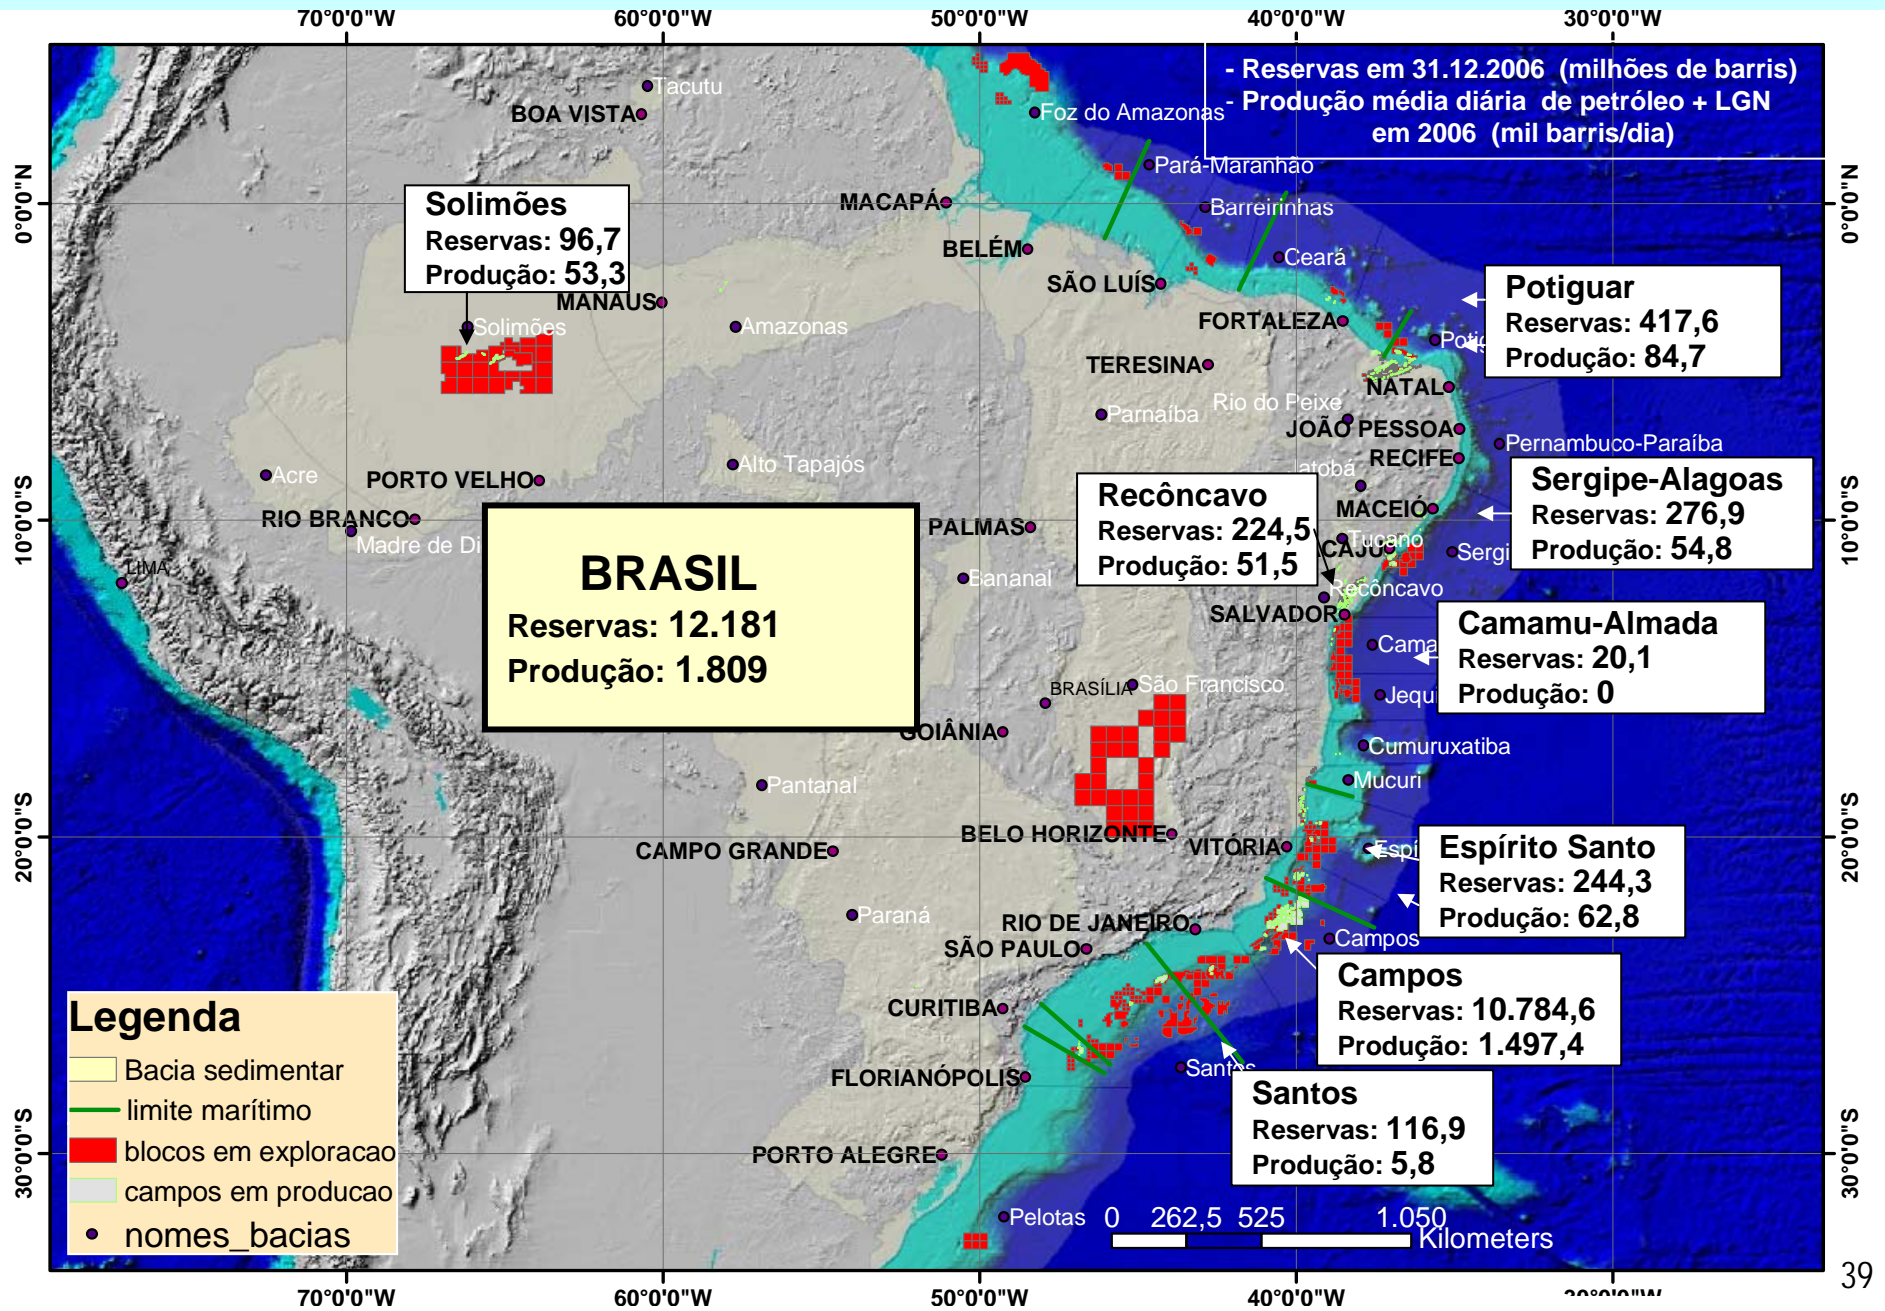 70°0'0"W
60°0'0"W
50°0'0"W
40°0'0"W
30°0'0"W
- Reservas em 31.12.2006 (milhões de barris)
- Produção média diária de petróleo + LGN
em 2006 (mil barris/dia)
Tacutu
BOA VISTA
Foz do Amazonas
Pará-Maranhão
0°0'0"N
0°0'0"N
Solimões
Reservas: 96,7
Produção: 53,3
MACAPÁ
Barreirinhas
BELÉM
Ceará
SÃO LUÍS
MANAUS
Potiguar
Reservas: 417,6
Produção: 84,7
Solimões
Amazonas
FORTALEZA
TERESINA
NATAL
Rio do Peixe
Parnaíba
JOÃO PESSOA
Pernambuco-Paraíba
RECIFE
Acre
PORTO VELHO
Alto Tapajós
Recôncavo
Reservas: 224,5
Produção: 51,5
Sergipe-Alagoas
Reservas: 276,9
Produção: 54,8
MACEIÓ
10°0'0"S
10°0'0"S
RIO BRANCO
Madre de Di
PALMAS
Tucano
ACAJU
Sergi
LIMA
BRASIL
Reservas: 12.181
Produção: 1.809
Bananal
Recôncavo
SALVADOR
Camamu-Almada
Reservas: 20,1
Produção: 0
Cama
Jequi
BRASÍLIA
São Francisco
GOIÂNIA
Cumuruxatiba
Pantanal
Mucuri
20°0'0"S
20°0'0"S
BELO HORIZONTE
CAMPO GRANDE
VITÓRIA
Espí
Espírito Santo
Reservas: 244,3
Produção: 62,8
Paraná
RIO DE JANEIRO
SÃO PAULO
Campos
Campos
Reservas: 10.784,6
Produção: 1.497,4
CURITIBA
FLORIANÓPOLIS
Santos
Santos
Reservas: 116,9
Produção: 5,8
PORTO ALEGRE
30°0'0"S
30°0'0"S
Pelotas
Legenda
Bacia sedimentar
limite marítimo
blocos em exploracao
campos em producao
nomes_bacias
0 262,5 525 1.050
Kilometers
39
70°0'0"W
60°0'0"W
50°0'0"W
40°0'0"W
30°0'0"W